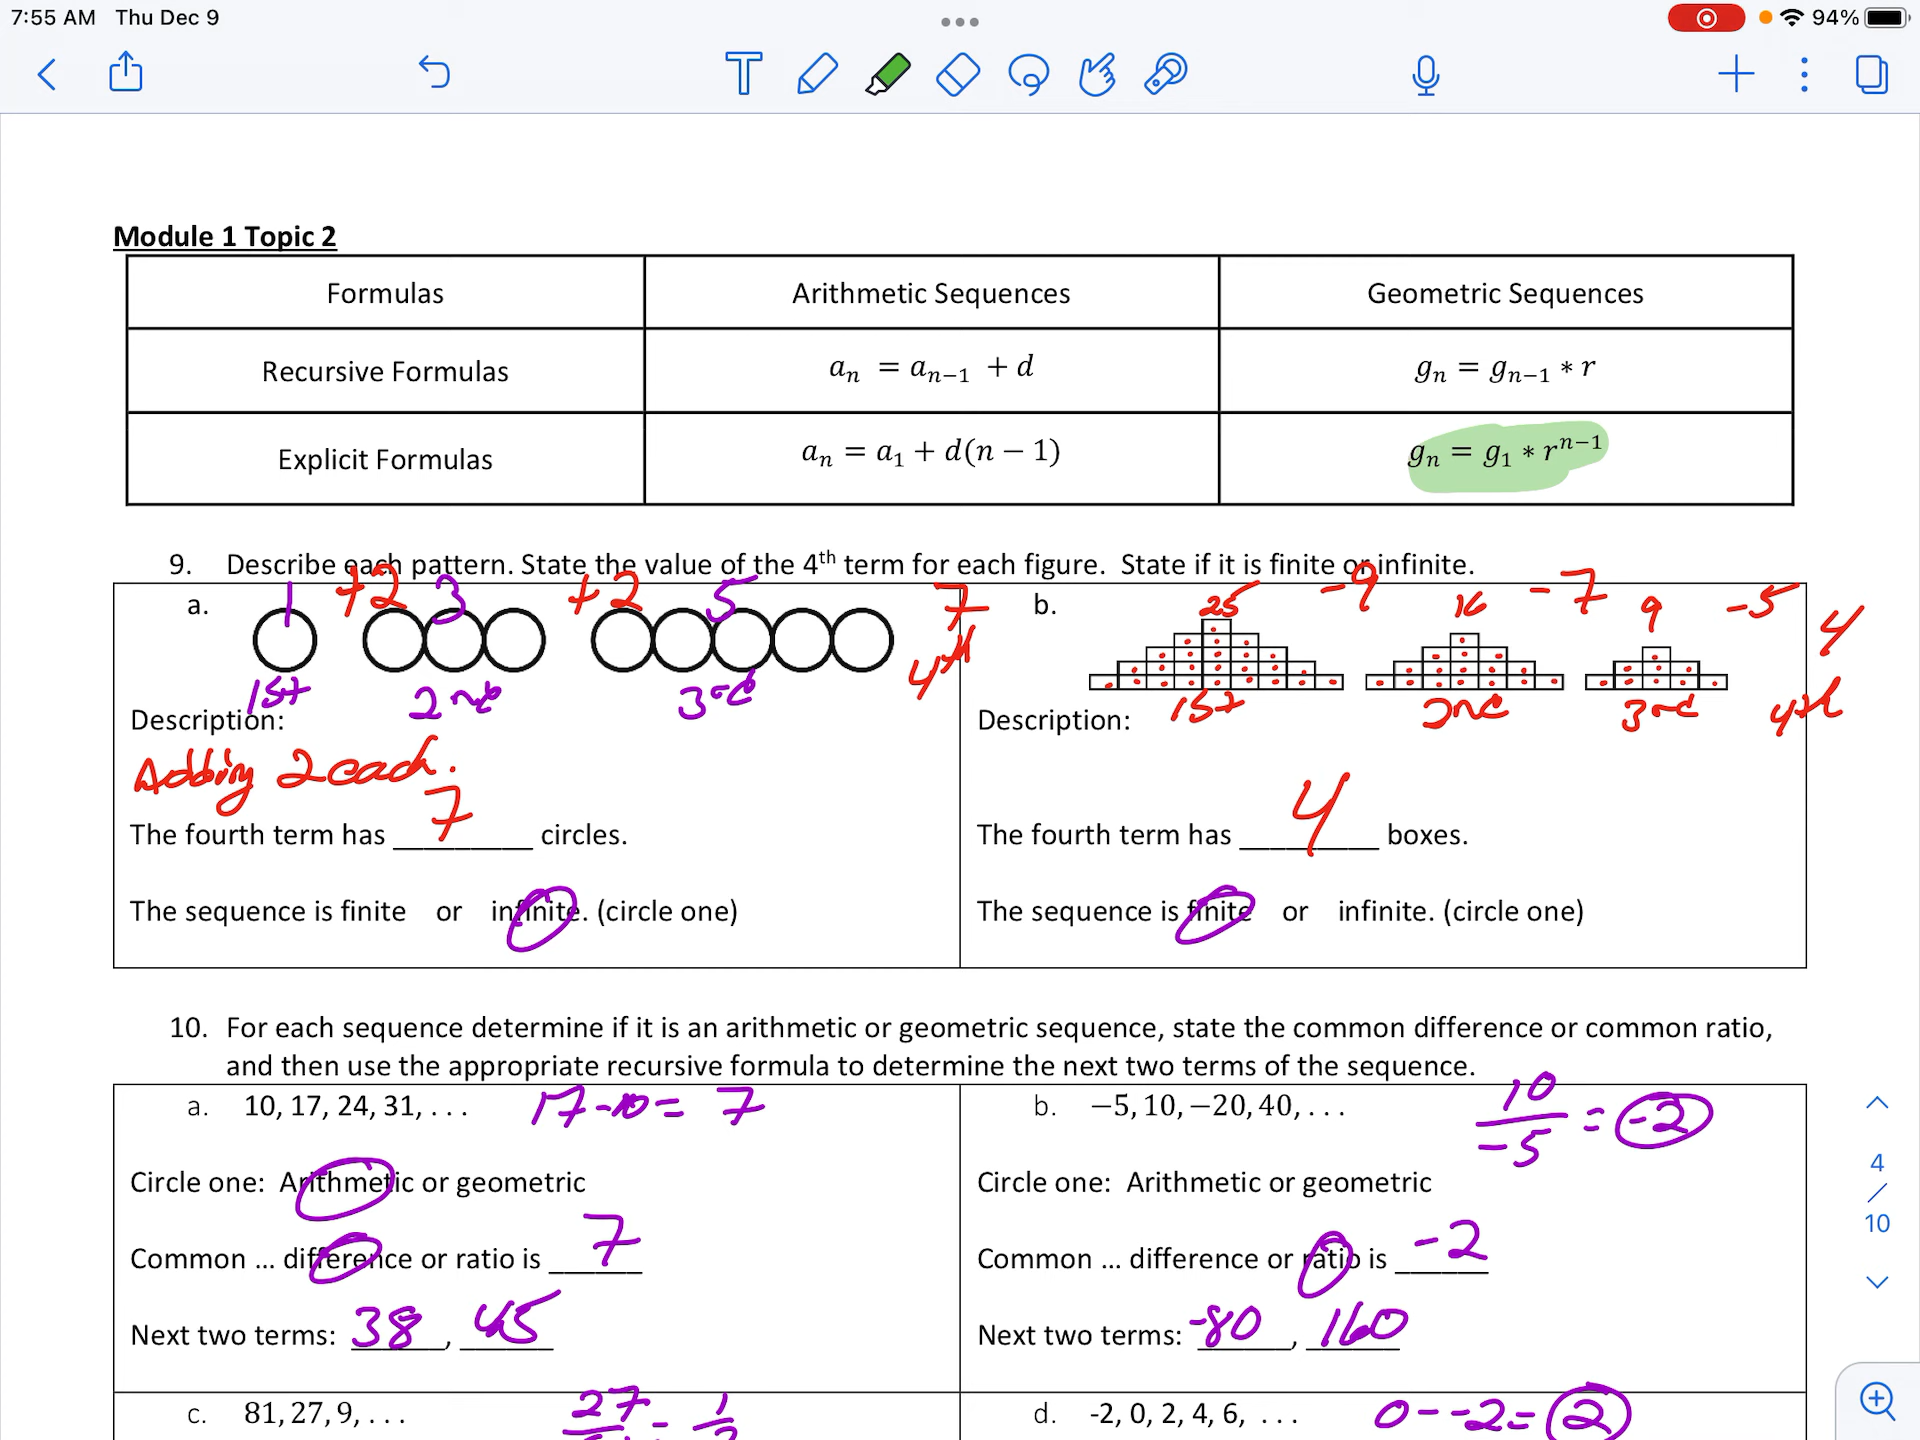 7:55 AM Thu Dec 9
94%
T
Module 1 Topic 2
Formulas Arithmetic Sequences Geometric Sequences
Recursive Formulas aₙ = aₙ₋₁ + d gₙ = gₙ₋₁ * r
Explicit Formulas aₙ = a₁ + d(n − 1) gₙ = g₁ * rⁿ⁻¹
9. Describe each pattern. State the value of the 4th term for each figure. State if it is finite or infinite.
a. 1 +2 3 +2 5 7
1st 2nd 3rd 4th
Description:
Adding 2 each.
The fourth term has 7 circles.
The sequence is finite or infinite. (circle one)
b. 25 -9 16 -7 9 -5 4
1st 2nd 3rd 4th
Description:
The fourth term has 4 boxes.
The sequence is finite or infinite. (circle one)
10. For each sequence determine if it is an arithmetic or geometric sequence, state the common difference or common ratio,
and then use the appropriate recursive formula to determine the next two terms of the sequence.
a. 10, 17, 24, 31, . . . 17-10= 7
Circle one: Arithmetic or geometric
Common ... difference or ratio is 7
Next two terms: 38, 45
b. −5, 10, −20, 40, . . . 10/-5 = -2
Circle one: Arithmetic or geometric
Common ... difference or ratio is -2
Next two terms: -80, 160
c. 81, 27, 9, . . . 27 = 1
d. -2, 0, 2, 4, 6, . . . 0--2= 2
4
/
10